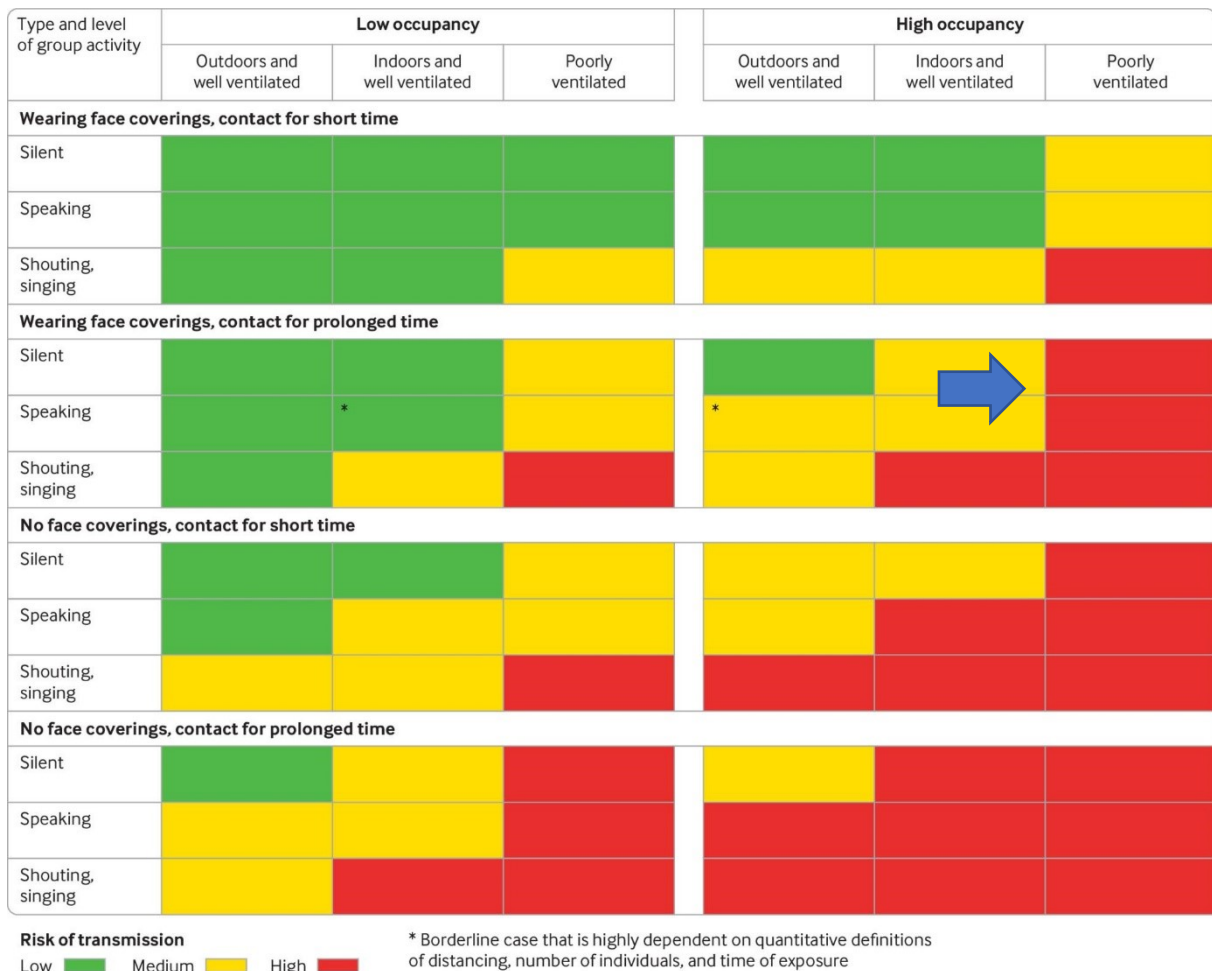 Type and level
of group activity
Low occupancy
High occupancy
Outdoors and
well ventilated
Indoors and
well ventilated
Poorly
ventilated
Outdoors and
well ventilated
Indoors and
well ventilated
Poorly
ventilated
Wearing face coverings, contact for short time
Silent
Speaking
Shouting,
singing
Wearing face coverings, contact for prolonged time
Silent
Speaking
*
*
Shouting,
singing
No face coverings, contact for short time
Silent
Speaking
Shouting,
singing
No face coverings, contact for prolonged time
Silent
Speaking
Shouting,
singing
Risk of transmission
Low Medium High
* Borderline case that is highly dependent on quantitative definitions
of distancing, number of individuals, and time of exposure